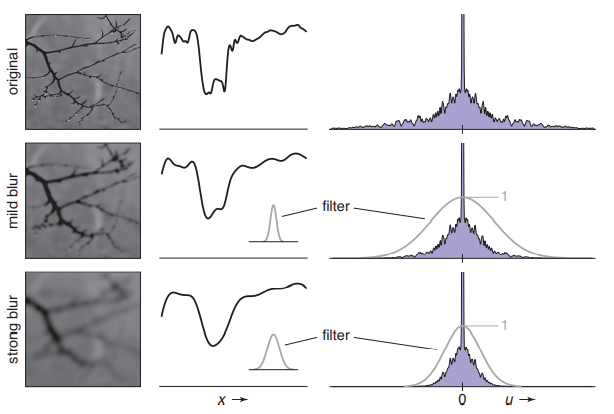 original
mild blur
filter
1
strong blur
filter
1
x →
0
u →